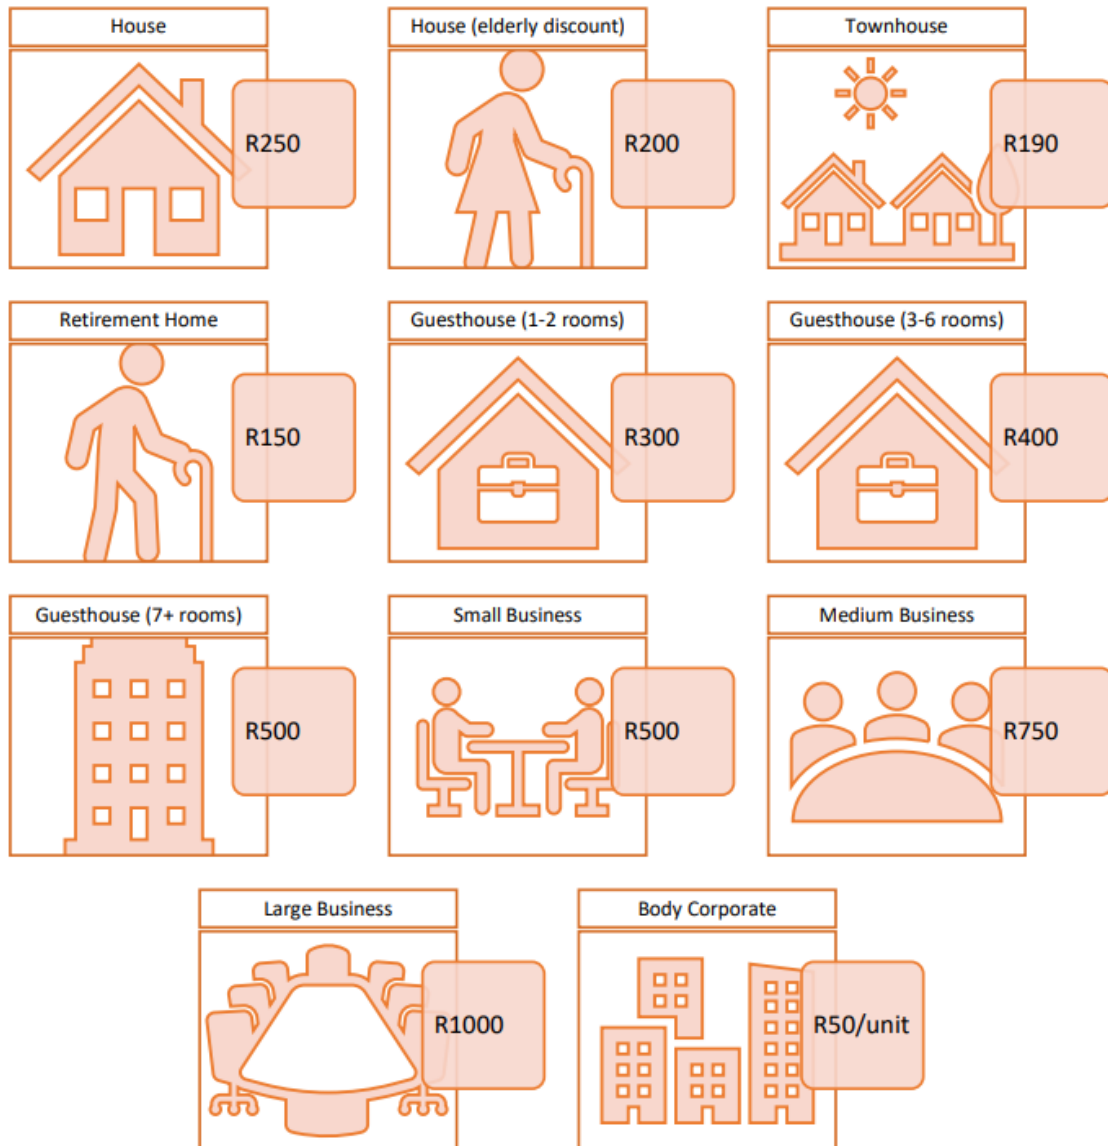 House
R250
House (elderly discount)
R200
Townhouse
R190
Retirement Home
R150
Guesthouse (1-2 rooms)
R300
Guesthouse (3-6 rooms)
R400
Guesthouse (7+ rooms)
R500
Small Business
R500
Medium Business
R750
Large Business
R1000
Body Corporate
R50/unit